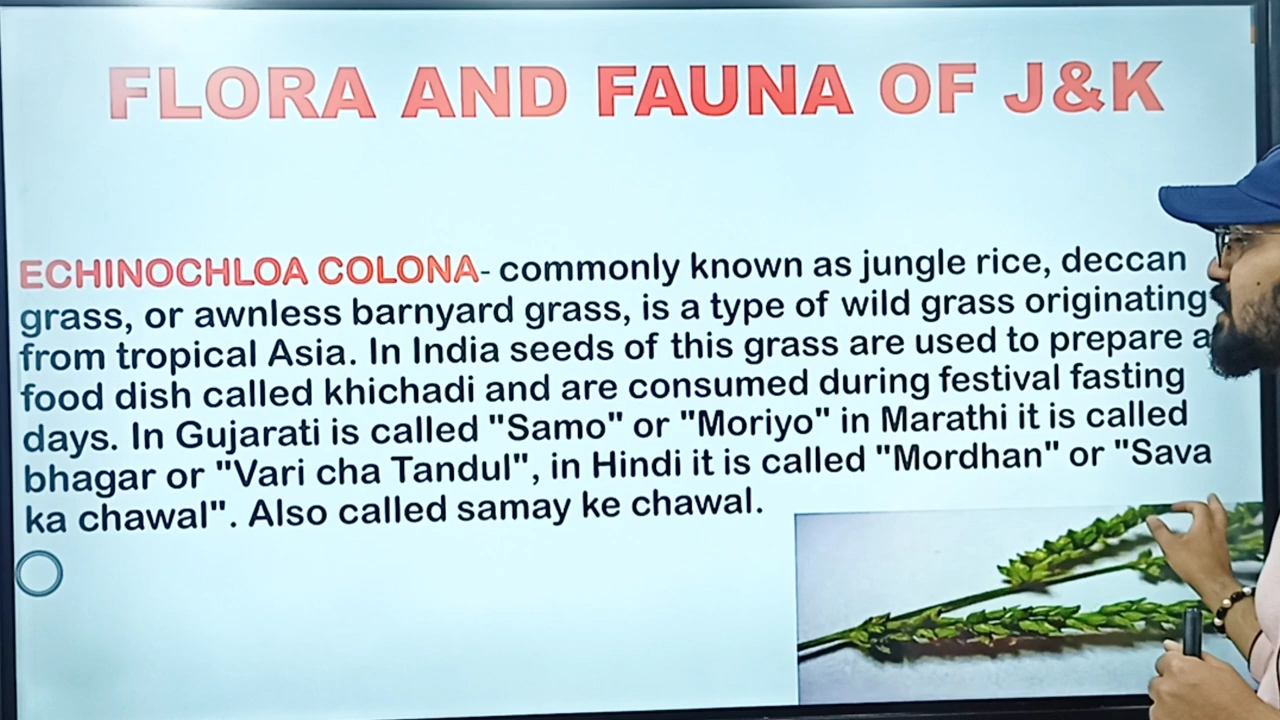 FLORA AND FAUNA OF J&K
ECHINOCHLOA COLONA- commonly known as jungle rice, deccan
grass, or awnless barnyard grass, is a type of wild grass originating
from tropical Asia. In India seeds of this grass are used to prepare a
food dish called khichadi and are consumed during festival fasting
days. In Gujarati is called "Samo" or "Moriyo" in Marathi it is called
bhagar or "Vari cha Tandul", in Hindi it is called "Mordhan" or "Sava
ka chawal". Also called samay ke chawal.